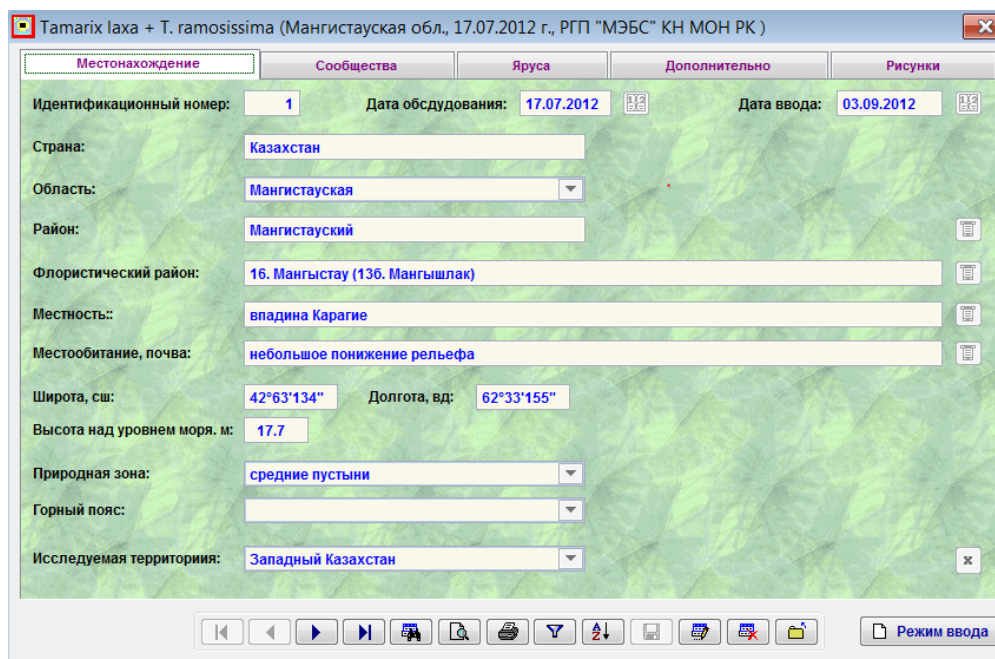 Tamarix laxa + T. ramosissima (Мангистауская обл., 17.07.2012 г., РГП "МЭБС" КН МОН РК )
Местонахождение Сообщества Яруса Дополнительно Рисунки
Идентификационный номер: 1 Дата обсдудования: 17.07.2012 Дата ввода: 03.09.2012
Страна: Казахстан
Область: Мангистауская
Район: Мангистауский
Флористический район: 16. Мангыстау (13б. Мангышлак)
Местность:: впадина Карагие
Местообитание, почва: небольшое понижение рельефа
Широта, сш: 42°63'134" Долгота, вд: 62°33'155"
Высота над уровнем моря. м: 17.7
Природная зона: средние пустыни
Горный пояс:
Исследуемая территориия: Западный Казахстан
Режим ввода